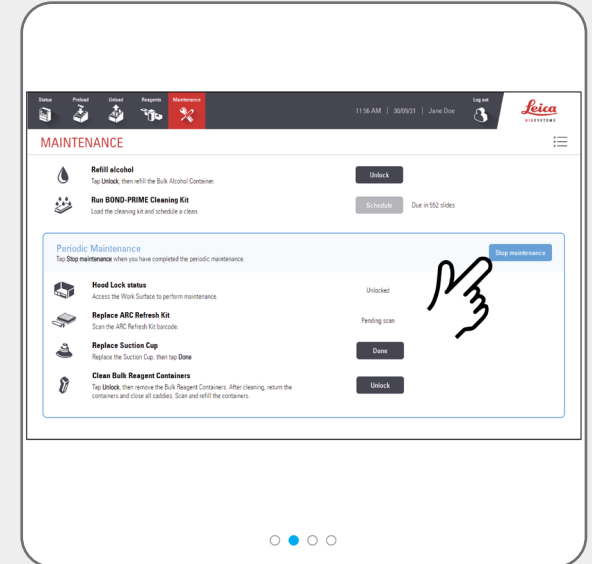 Status Preload Unload Reagents Maintenance
11:56 AM | 30/09/21 | Jane Doe
Log out
Leica
BIOSYSTEMS
MAINTENANCE
Refill alcohol
Tap Unlock, then refill the Bulk Alcohol Container.
Unlock
Run BOND-PRIME Cleaning Kit
Load the cleaning kit and schedule a clean.
Schedule Due in 552 slides
Periodic Maintenance
Tap Stop maintenance when you have completed the periodic maintenance.
Stop maintenance
Hood Lock status
Access the Work Surface to perform maintenance.
Unlocked
Replace ARC Refresh Kit
Scan the ARC Refresh Kit barcode.
Pending scan
Replace Suction Cup
Replace the Suction Cup, then tap Done
Done
Clean Bulk Reagent Containers
Tap Unlock, then remove the Bulk Reagent Containers. After cleaning, return the
containers and close all caddies. Scan and refill the containers.
Unlock